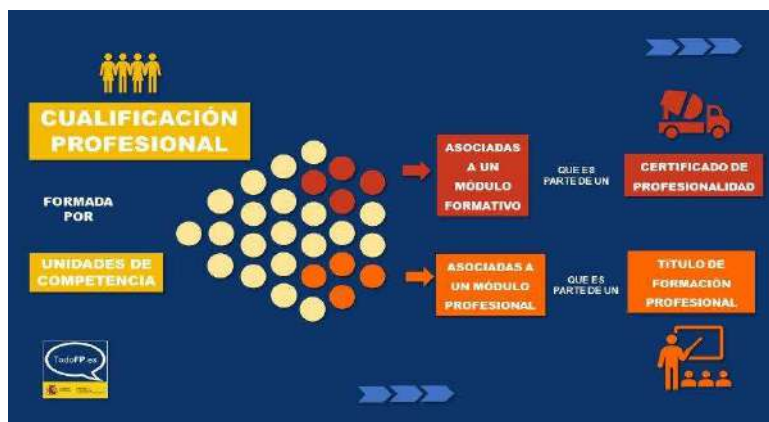 CUALIFICACIÓN
PROFESIONAL
FORMADA
POR
UNIDADES DE
COMPETENCIA
ASOCIADAS
A UN
MÓDULO
FORMATIVO
QUE ES
PARTE DE UN
CERTIFICADO DE
PROFESIONALIDAD
ASOCIADAS A
UN MÓDULO
PROFESIONAL
QUE ES
PARTE DE UN
TÍTULO DE
FORMACIÓN
PROFESIONAL
TodoFP.es